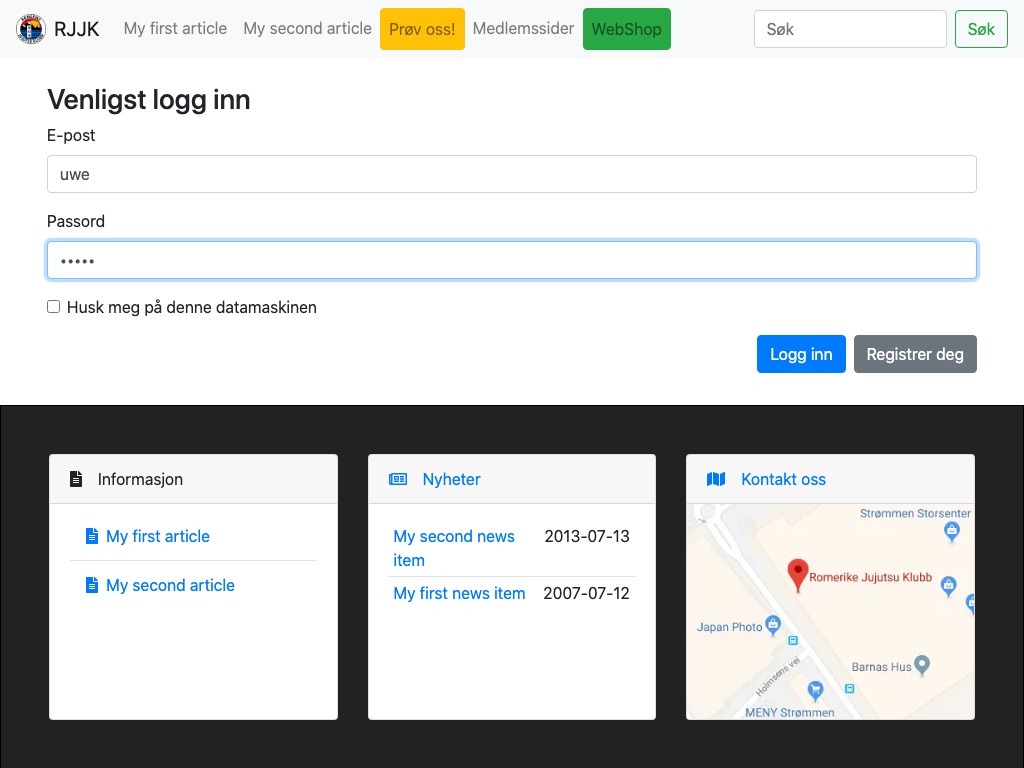 RJJK My first article My second article Prøv oss! Medlemssider WebShop Søk Søk
Venligst logg inn
E-post
uwe
Passord
•••••
Husk meg på denne datamaskinen
Logg inn Registrer deg
Informasjon
My first article
My second article
Nyheter
My second news item 2013-07-13
My first news item 2007-07-12
Kontakt oss
Strømmen Storsenter
Romerike Jujutsu Klubb
Japan Photo
Barnas Hus
Holmsens vei
MENY Strømmen